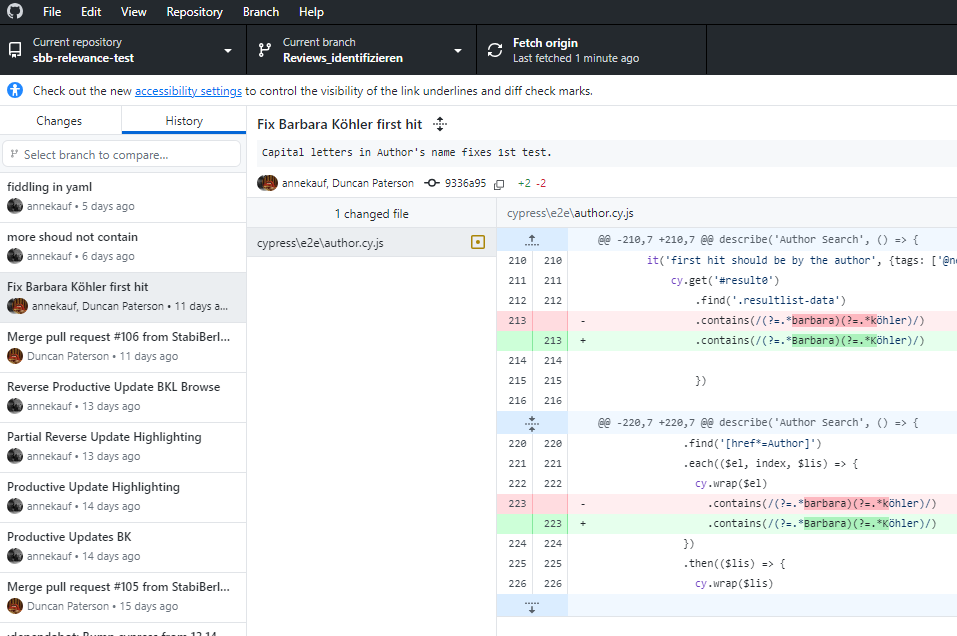 File Edit View Repository Branch Help
Current repository
sbb-relevance-test
Current branch
Reviews_identifizieren
Fetch origin
Last fetched 1 minute ago
Check out the new accessibility settings to control the visibility of the link underlines and diff check marks.
Changes
History
Select branch to compare...
fiddling in yaml
annekauf • 5 days ago
more shoud not contain
annekauf • 6 days ago
Fix Barbara Köhler first hit
annekauf, Duncan Paterson • 11 days a...
Merge pull request #106 from StabiBerl...
Duncan Paterson • 11 days ago
Reverse Productive Update BKL Browse
annekauf • 13 days ago
Partial Reverse Update Highlighting
annekauf • 13 days ago
Productive Update Highlighting
annekauf • 14 days ago
Productive Updates BK
annekauf • 14 days ago
Merge pull request #105 from StabiBerl...
Duncan Paterson • 15 days ago
Fix Barbara Köhler first hit
Capital letters in Author's name fixes 1st test.
annekauf, Duncan Paterson 9336a95 +2 -2
1 changed file
cypress\e2e\author.cy.js
cypress\e2e\author.cy.js
@@ -210,7 +210,7 @@ describe('Author Search', () => {
210 210 it('first hit should be by the author', {tags: ['@n
211 211 cy.get('#result0')
212 212 .find('.resultlist-data')
213 - .contains(/(?=.*barbara)(?=.*köhler)/)
213 + .contains(/(?=.*Barbara)(?=.*Köhler)/)
214 214
215 215 })
216 216
@@ -220,7 +220,7 @@ describe('Author Search', () => {
220 220 .find('[href*=Author]')
221 221 .each(($el, index, $lis) => {
222 222 cy.wrap($el)
223 - .contains(/(?=.*barbara)(?=.*köhler)/)
223 + .contains(/(?=.*Barbara)(?=.*Köhler)/)
224 224 })
225 225 .then(($lis) => {
226 226 cy.wrap($lis)